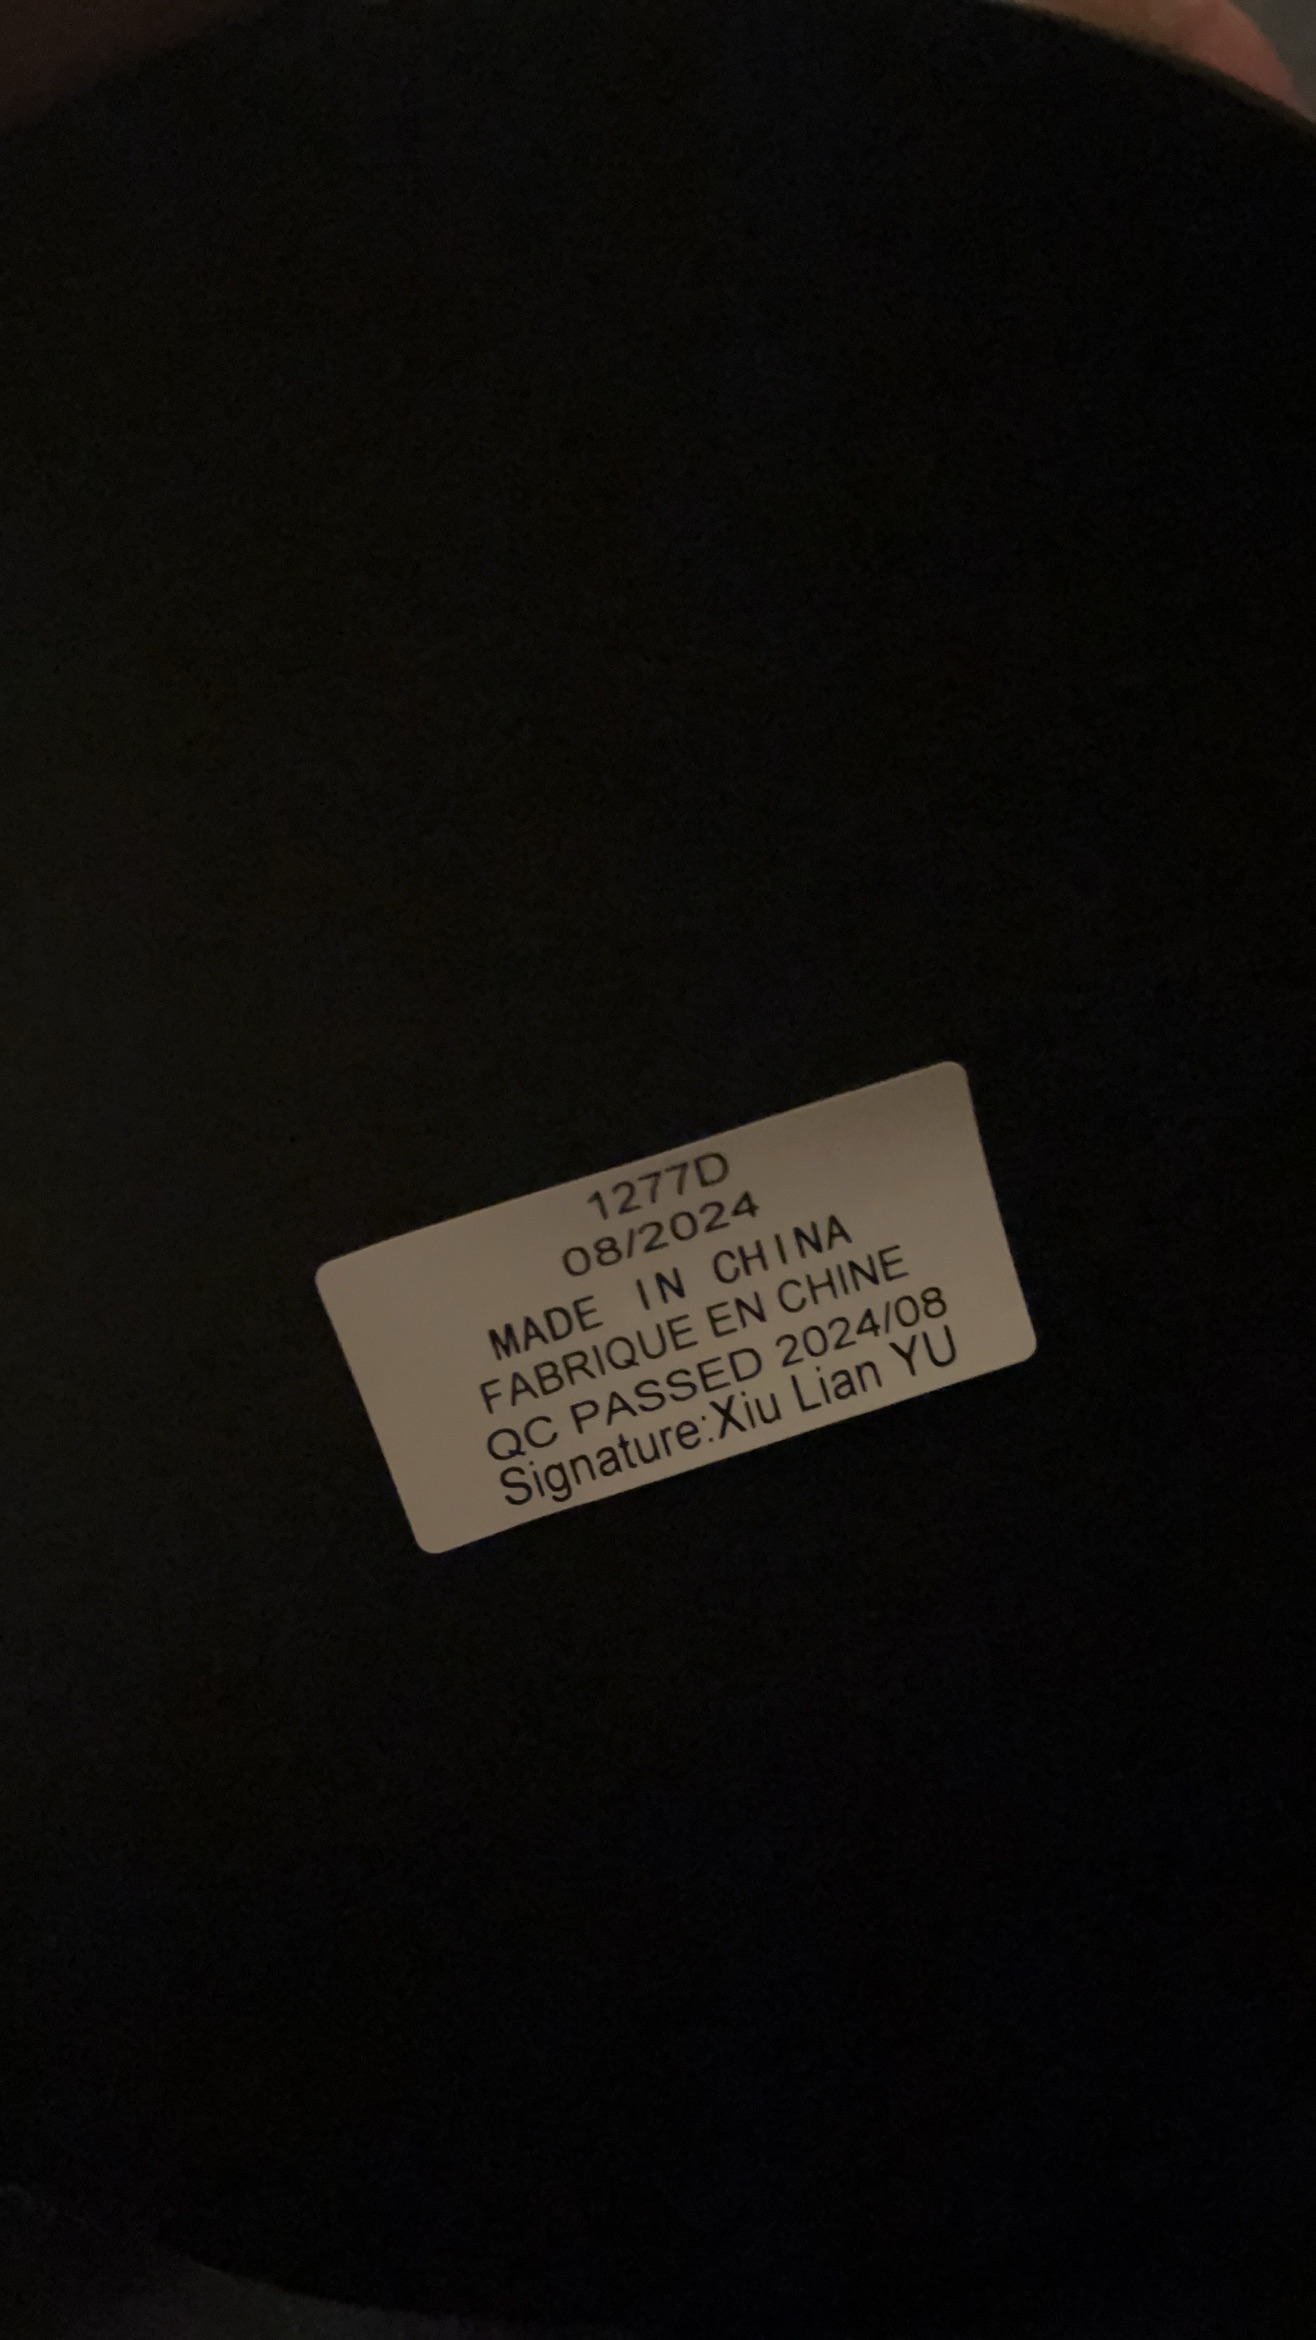 1277D
08/2024
MADE IN CHINA
FABRIQUE EN CHINE
QC PASSED 2024/08
Signature:Xiu Lian YU